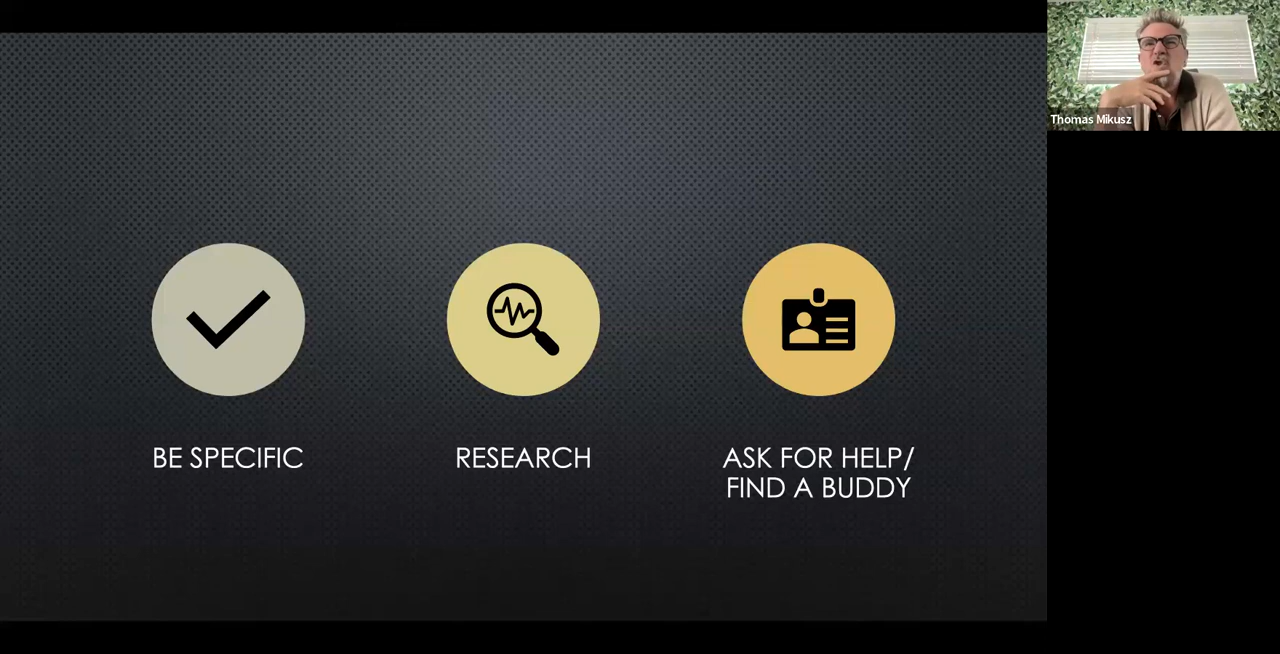 Thomas Mikusz
BE SPECIFIC
RESEARCH
ASK FOR HELP/
FIND A BUDDY